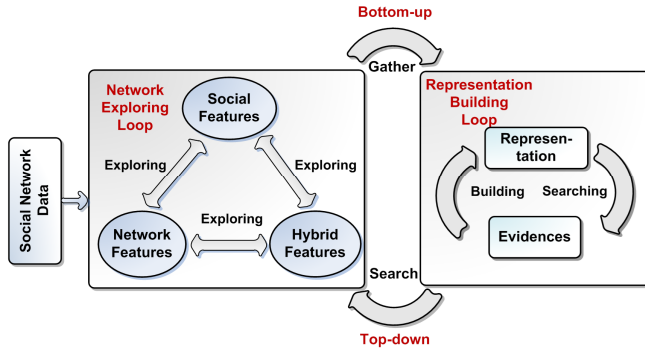 Bottom-up
Gather
Network
Exploring
Loop
Social
Features
Exploring
Exploring
Exploring
Network
Features
Hybrid
Features
Social Network
Data
Representation
Building
Loop
Represen-
tation
Building
Searching
Evidences
Search
Top-down